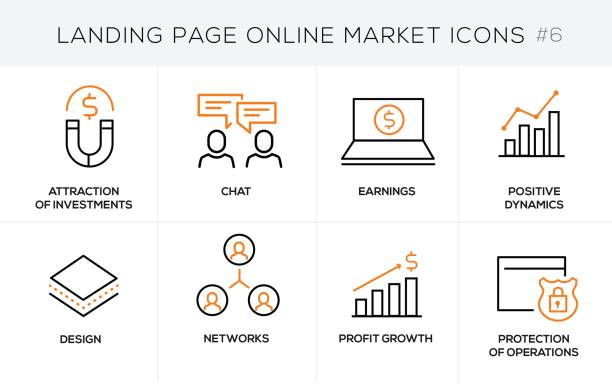 LANDING PAGE ONLINE MARKET ICONS #6
$
$
ATTRACTION
OF INVESTMENTS
CHAT
EARNINGS
POSITIVE
DYNAMICS
$
DESIGN
NETWORKS
PROFIT GROWTH
PROTECTION
OF OPERATIONS